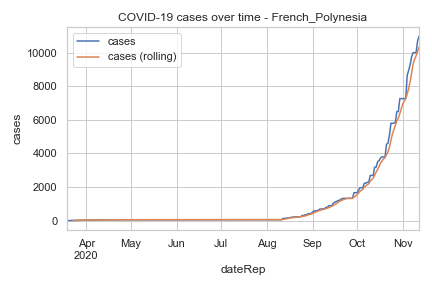 COVID-19 cases over time - French_Polynesia
cases
cases (rolling)
10000
8000
6000
4000
2000
0
cases
Apr May Jun Jul Aug Sep Oct Nov
2020
dateRep